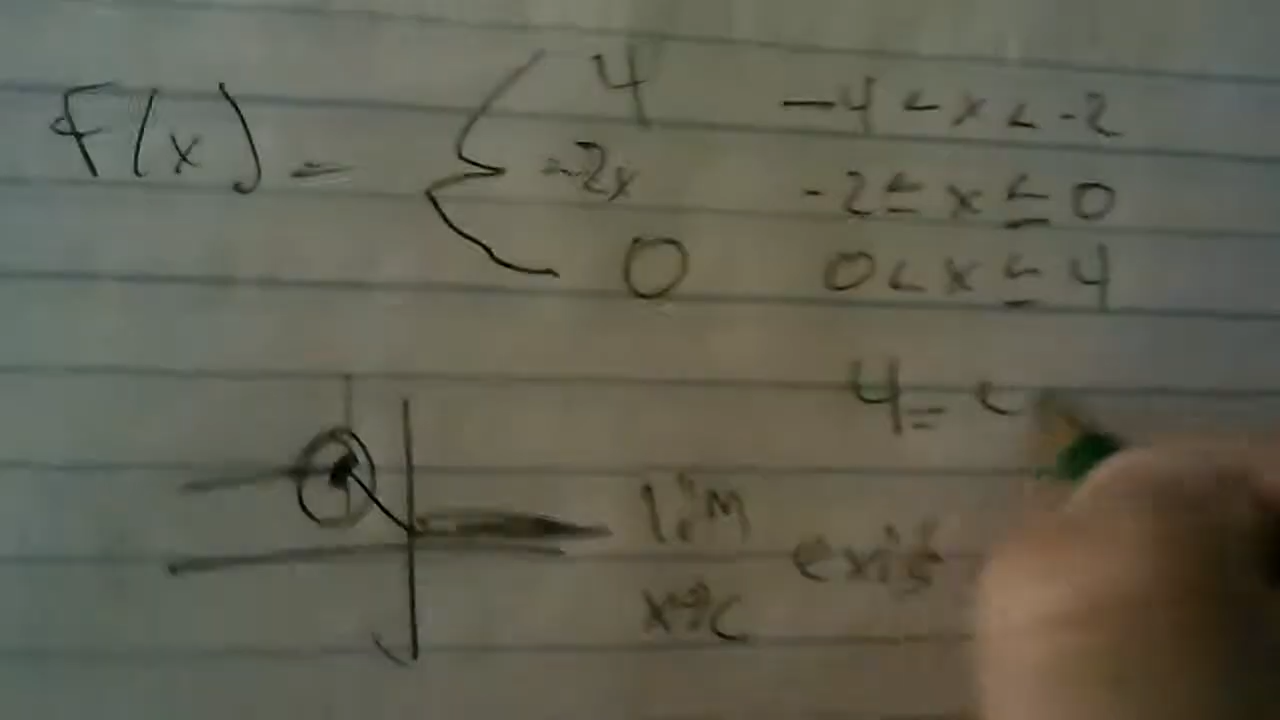 f(x) = { 4 -4 < x < -2
-2x -2 ≤ x ≤ 0
0 0 < x ≤ 4
4 =
lim exist
x→c